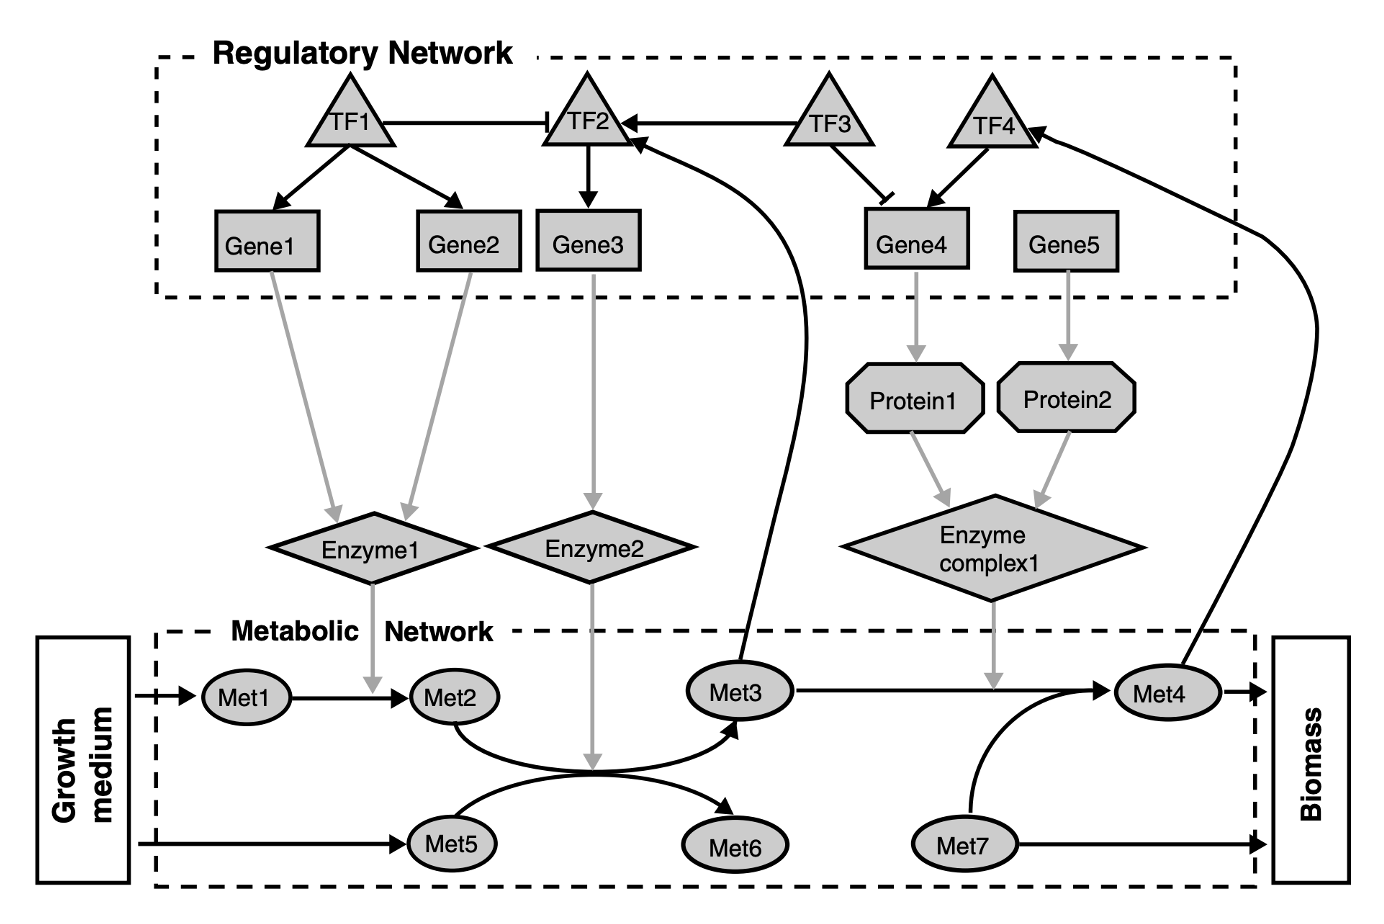 Regulatory Network
TF1
TF2
TF3
TF4
Gene1
Gene2
Gene3
Gene4
Gene5
Protein1
Protein2
Enzyme1
Enzyme2
Enzyme
complex1
Metabolic Network
Growth
medium
Met1
Met2
Met3
Met4
Met5
Met6
Met7
Biomass